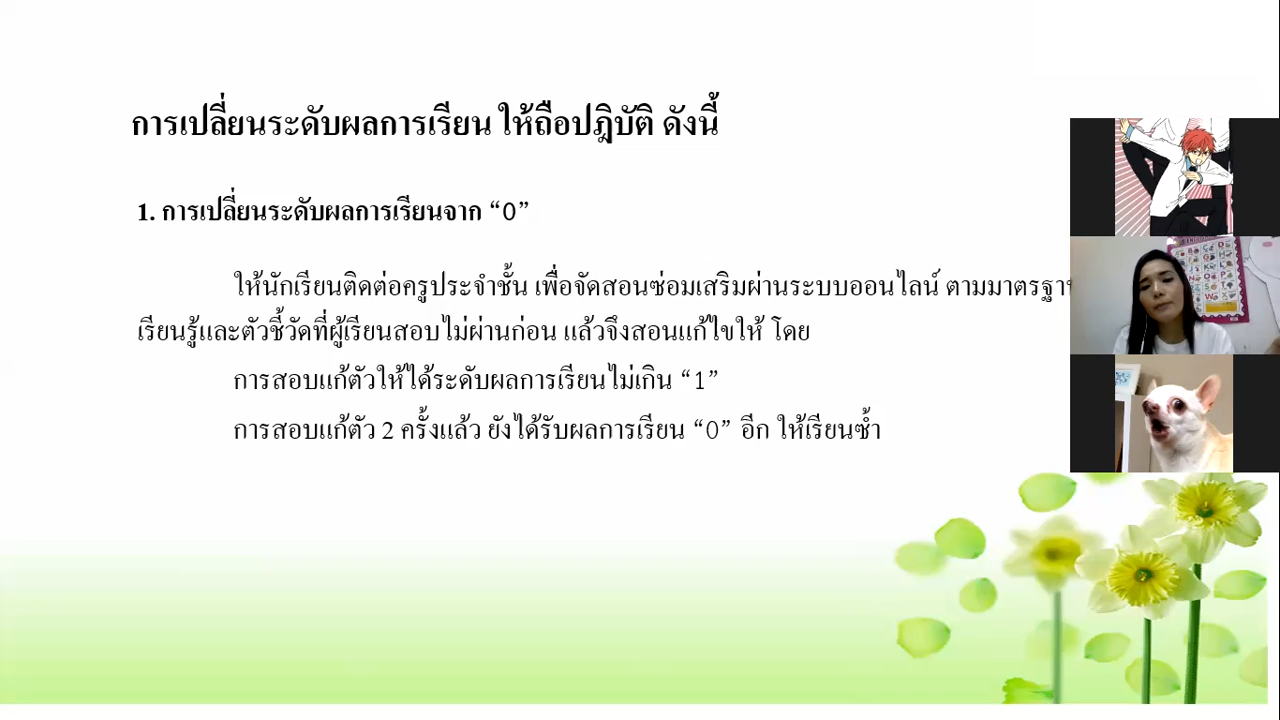 การเปลี่ยนระดับผลการเรียน ให้ถือปฎิบัติ ดังนี้
1. การเปลี่ยนระดับผลการเรียนจาก “0”
ให้นักเรียนติดต่อครูประจำชั้น เพื่อจัดสอนซ่อมเสริมผ่านระบบออนไลน์ ตามมาตรฐา
เรียนรู้และตัวชี้วัดที่ผู้เรียนสอบไม่ผ่านก่อน แล้วจึงสอนแก้ไขให้ โดย
การสอบแก้ตัวให้ได้ระดับผลการเรียนไม่เกิน “1”
การสอบแก้ตัว 2 ครั้งแล้ว ยังได้รับผลการเรียน “0” อีก ให้เรียนซ้ำ